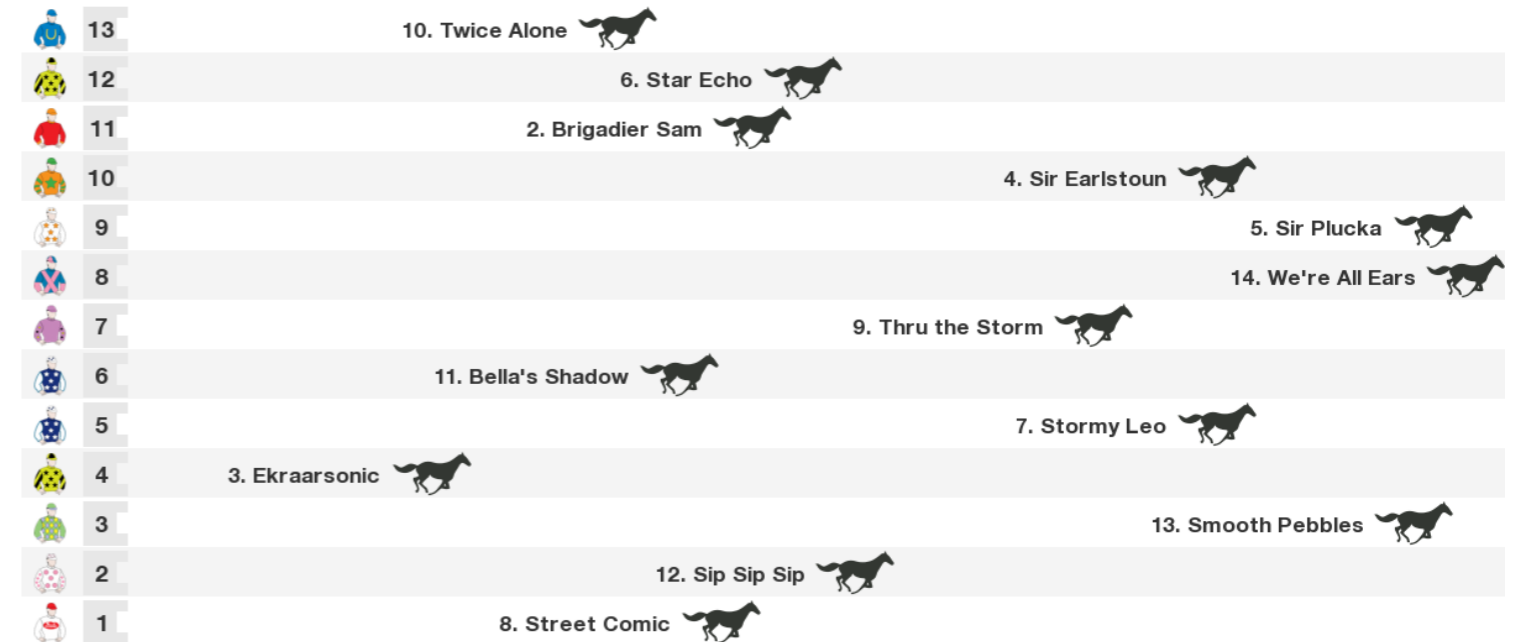 13 10. Twice Alone
12 6. Star Echo
11 2. Brigadier Sam
10 4. Sir Earlstoun
9 5. Sir Plucka
8 14. We're All Ears
7 9. Thru the Storm
6 11. Bella's Shadow
5 7. Stormy Leo
4 3. Ekraarsonic
3 13. Smooth Pebbles
2 12. Sip Sip Sip
1 8. Street Comic